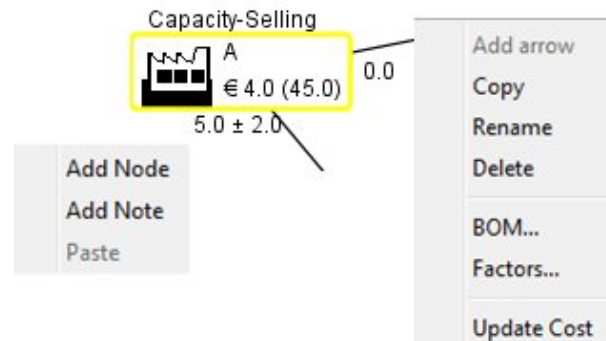 Capacity-Selling
A
€ 4.0 (45.0)
0.0
5.0 ± 2.0
Add Node
Add Note
Paste
Add arrow
Copy
Rename
Delete
BOM...
Factors...
Update Cost